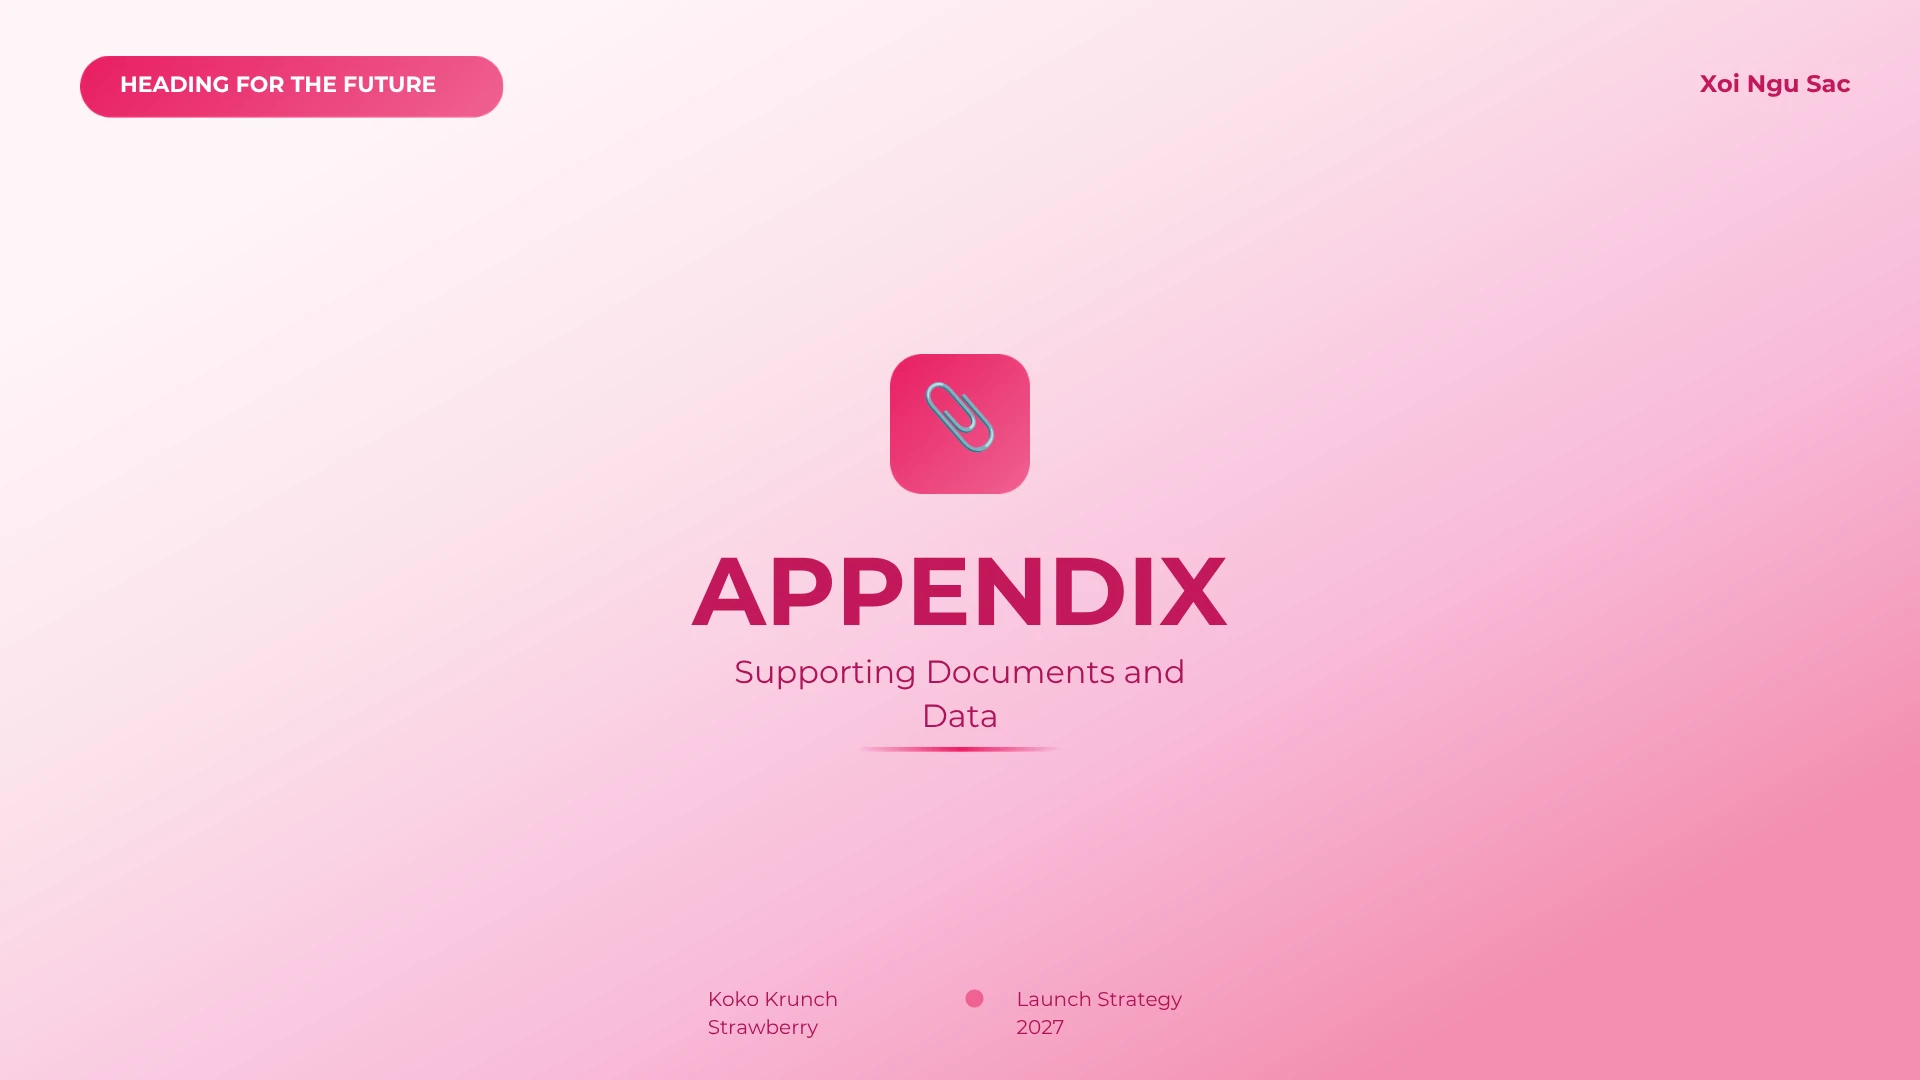 HEADING FOR THE FUTURE
Xoi Ngu Sac
APPENDIX
Supporting Documents and
Data
Koko Krunch
Strawberry
Launch Strategy
2027